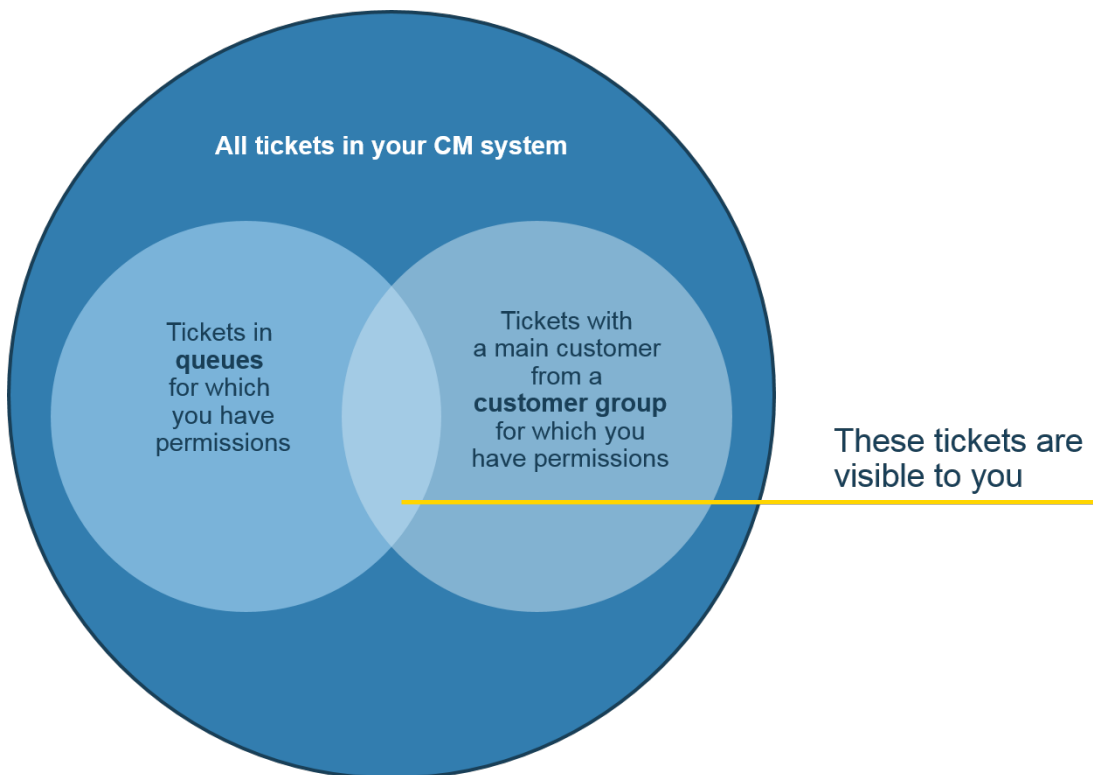 All tickets in your CM system
Tickets in
queues
for which
you have
permissions
Tickets with
a main customer
from a
customer group
for which you
have permissions
These tickets are
visible to you